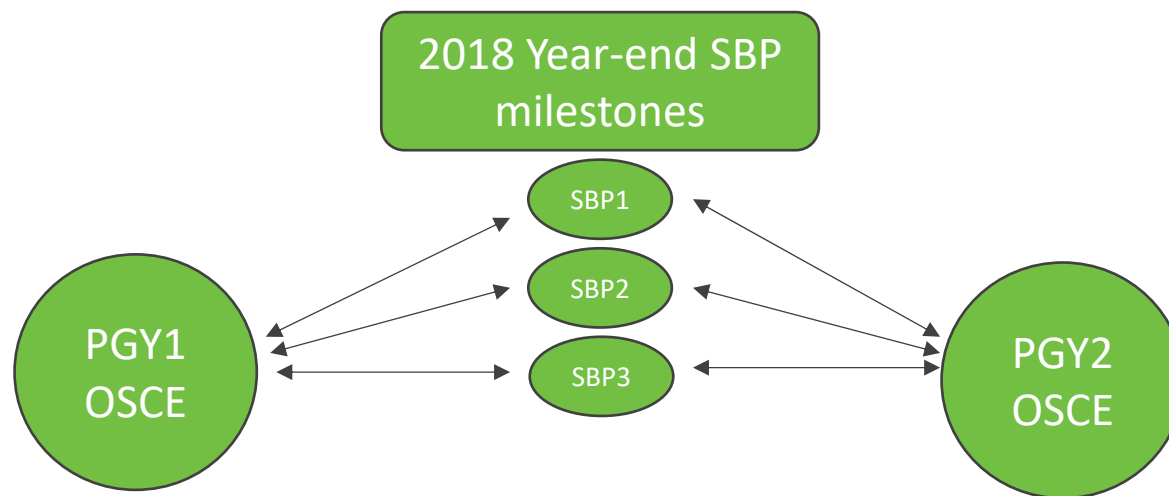 2018 Year-end SBP
milestones
SBP1
SBP2
SBP3
PGY1
OSCE
PGY2
OSCE